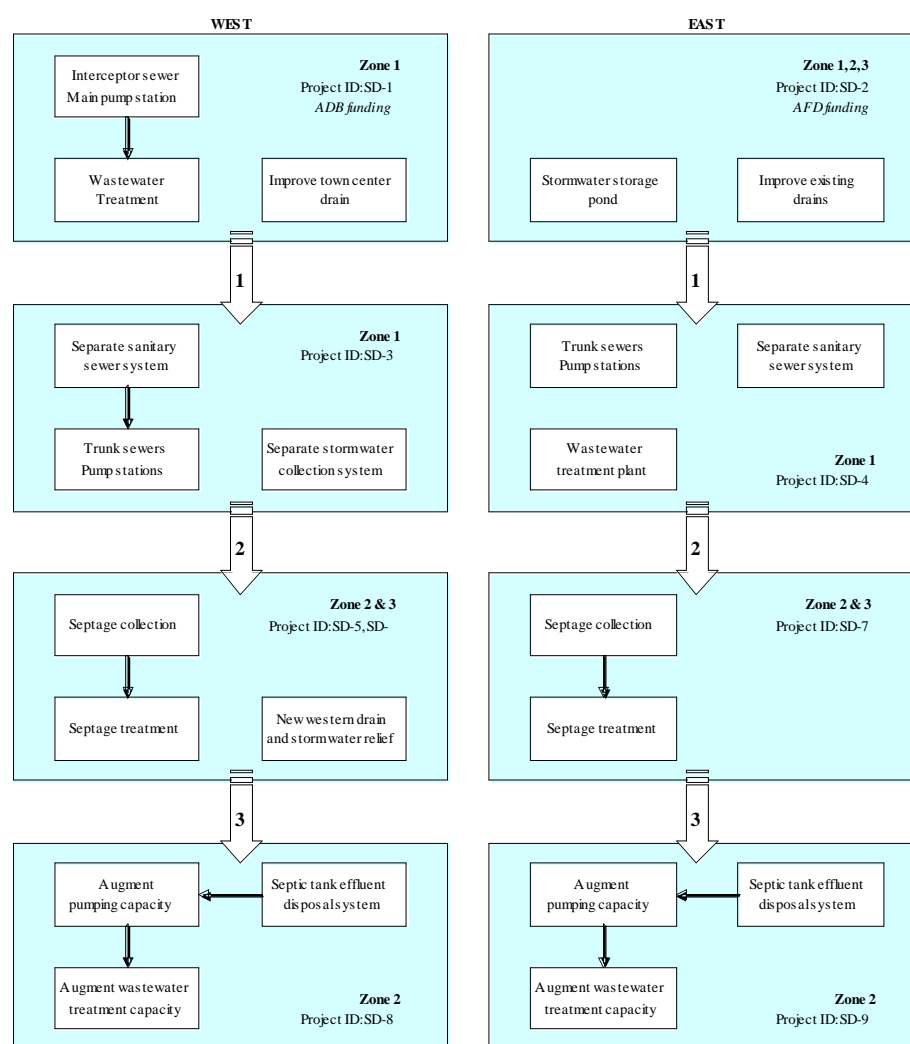 WEST
Zone 1
Project ID:SD-1
ADB funding
Interceptor sewer
Main pump station
Wastewater
Treatment
Improve town center
drain
1
Zone 1
Project ID:SD-3
Separate sanitary
sewer system
Trunk sewers
Pump stations
Separate stormwater
collection system
2
Zone 2 & 3
Project ID:SD-5, SD-
Septage collection
Septage treatment
New western drain
and stormwater relief
3
Augment
pumping capacity
Septic tank effluent
disposal system
Augment wastewater
treatment capacity
Zone 2
Project ID:SD-8
EAST
Zone 1,2,3
Project ID:SD-2
AFD funding
Stormwater storage
pond
Improve existing
drains
1
Trunk sewers
Pump stations
Separate sanitary
sewer system
Wastewater
treatment plant
Zone 1
Project ID:SD-4
2
Zone 2 & 3
Project ID:SD-7
Septage collection
Septage treatment
3
Augment
pumping capacity
Septic tank effluent
disposal system
Augment wastewater
treatment capacity
Zone 2
Project ID:SD-9